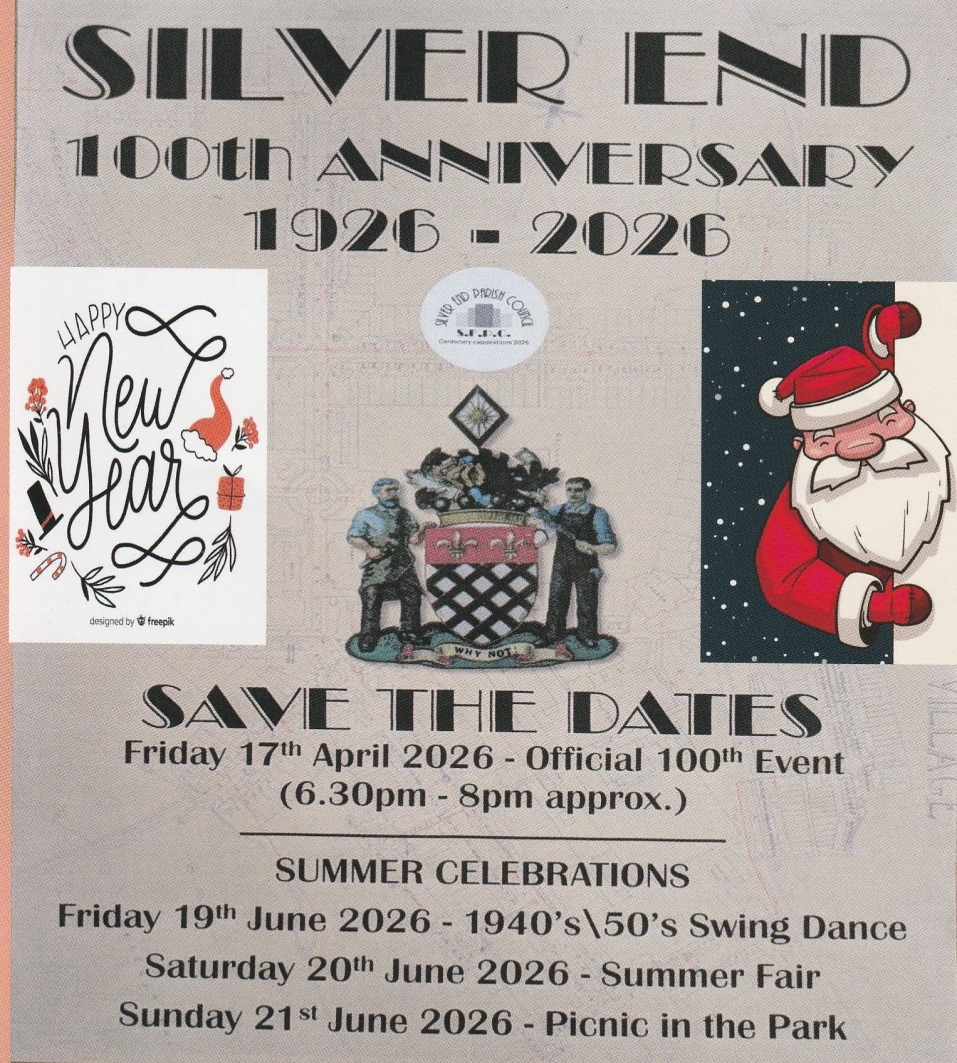 SILVER END
100th ANNIVERSARY
1926 - 2026
HAPPY
New
Year
designed by freepik
SILVER END PARISH COUNCIL
Centenary celebrations 2026
WHY NOT
SAVE THE DATES
Friday 17th April 2026 - Official 100th Event
(6.30pm - 8pm approx.)
SUMMER CELEBRATIONS
Friday 19th June 2026 - 1940's\50's Swing Dance
Saturday 20th June 2026 - Summer Fair
Sunday 21st June 2026 - Picnic in the Park
VILLAGE